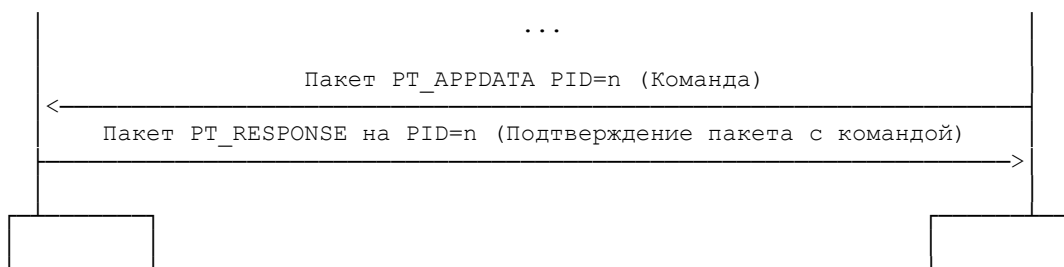 ...
Пакет PT_APPDATA PID=n (Команда)
Пакет PT_RESPONSE на PID=n (Подтверждение пакета с командой)